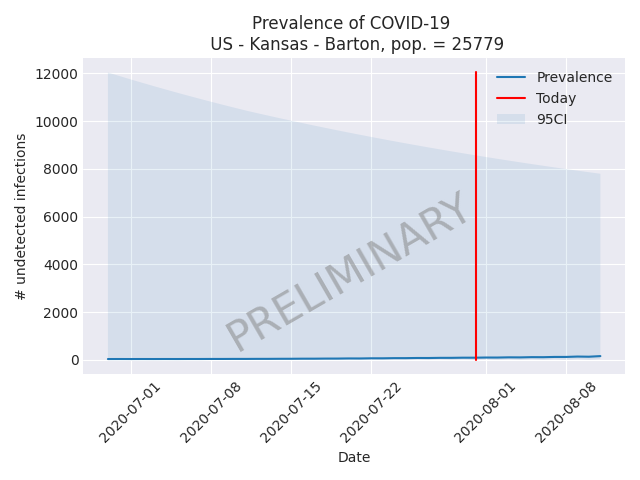 Prevalence of COVID-19
US - Kansas - Barton, pop. = 25779
12000
10000
8000
6000
4000
2000
0
# undetected infections
Prevalence
Today
95CI
PRELIMINARY
2020-07-01
2020-07-08
2020-07-15
2020-07-22
2020-08-01
2020-08-08
Date